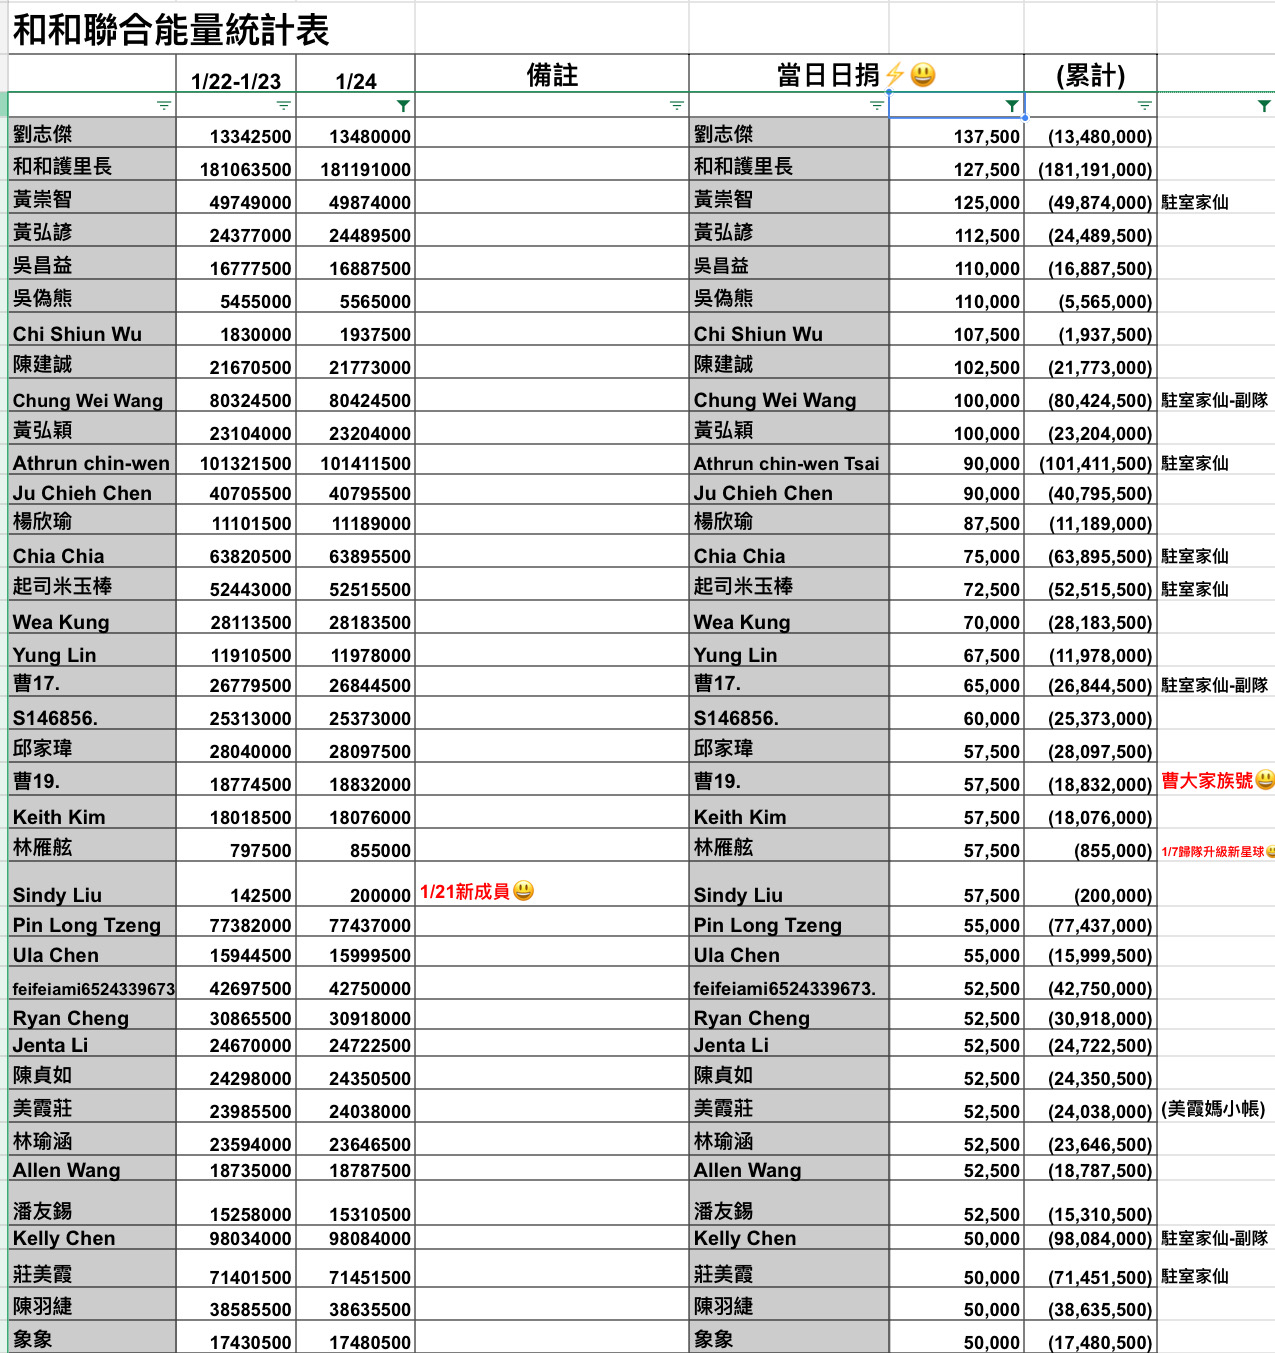 和和聯合能量統計表
1/22-1/23 1/24 備註 當日日捐⚡😃 (累計)
劉志傑 13342500 13480000 劉志傑 137,500 (13,480,000)
和和護里長 181063500 181191000 和和護里長 127,500 (181,191,000)
黃崇智 49749000 49874000 黃崇智 125,000 (49,874,000) 駐室家仙
黃弘諺 24377000 24489500 黃弘諺 112,500 (24,489,500)
吳昌益 16777500 16887500 吳昌益 110,000 (16,887,500)
吳偽熊 5455000 5565000 吳偽熊 110,000 (5,565,000)
Chi Shiun Wu 1830000 1937500 Chi Shiun Wu 107,500 (1,937,500)
陳建誠 21670500 21773000 陳建誠 102,500 (21,773,000)
Chung Wei Wang 80324500 80424500 Chung Wei Wang 100,000 (80,424,500) 駐室家仙-副隊
黃弘穎 23104000 23204000 黃弘穎 100,000 (23,204,000)
Athrun chin-wen 101321500 101411500 Athrun chin-wen Tsai 90,000 (101,411,500) 駐室家仙
Ju Chieh Chen 40705500 40795500 Ju Chieh Chen 90,000 (40,795,500)
楊欣瑜 11101500 11189000 楊欣瑜 87,500 (11,189,000)
Chia Chia 63820500 63895500 Chia Chia 75,000 (63,895,500) 駐室家仙
起司米玉棒 52443000 52515500 起司米玉棒 72,500 (52,515,500) 駐室家仙
Wea Kung 28113500 28183500 Wea Kung 70,000 (28,183,500)
Yung Lin 11910500 11978000 Yung Lin 67,500 (11,978,000)
曹17. 26779500 26844500 曹17. 65,000 (26,844,500) 駐室家仙-副隊
S146856. 25313000 25373000 S146856. 60,000 (25,373,000)
邱家瑋 28040000 28097500 邱家瑋 57,500 (28,097,500)
曹19. 18774500 18832000 曹19. 57,500 (18,832,000) 曹大家族號😃
Keith Kim 18018500 18076000 Keith Kim 57,500 (18,076,000)
林雁舷 797500 855000 林雁舷 57,500 (855,000) 1/7歸隊升級新星球😃
Sindy Liu 142500 200000 1/21新成員😃 Sindy Liu 57,500 (200,000)
Pin Long Tzeng 77382000 77437000 Pin Long Tzeng 55,000 (77,437,000)
Ula Chen 15944500 15999500 Ula Chen 55,000 (15,999,500)
feifeiami6524339673 42697500 42750000 feifeiami6524339673. 52,500 (42,750,000)
Ryan Cheng 30865500 30918000 Ryan Cheng 52,500 (30,918,000)
Jenta Li 24670000 24722500 Jenta Li 52,500 (24,722,500)
陳貞如 24298000 24350500 陳貞如 52,500 (24,350,500)
美霞莊 23985500 24038000 美霞莊 52,500 (24,038,000) (美霞媽小帳)
林瑜涵 23594000 23646500 林瑜涵 52,500 (23,646,500)
Allen Wang 18735000 18787500 Allen Wang 52,500 (18,787,500)
潘友錫 15258000 15310500 潘友錫 52,500 (15,310,500)
Kelly Chen 98034000 98084000 Kelly Chen 50,000 (98,084,000) 駐室家仙-副隊
莊美霞 71401500 71451500 莊美霞 50,000 (71,451,500) 駐室家仙
陳羽緁 38585500 38635500 陳羽緁 50,000 (38,635,500)
象象 17430500 17480500 象象 50,000 (17,480,500)